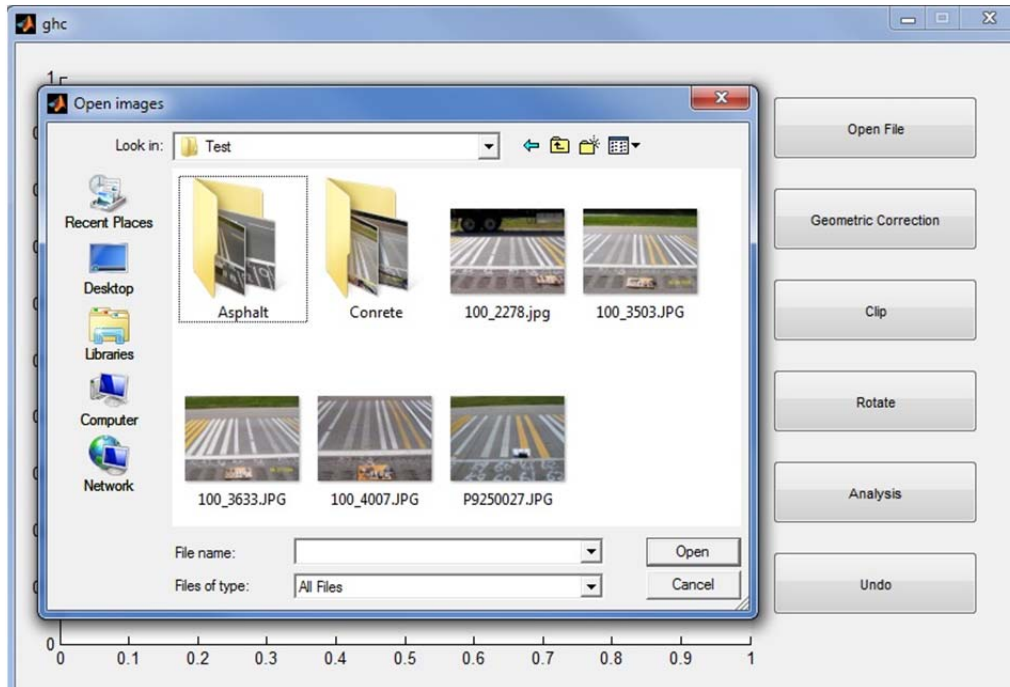 ghc
1
Open images
Look in:
Test
Recent Places
Desktop
Libraries
Computer
Network
Asphalt
Conrete
100_2278.jpg
100_3503.JPG
100_3633.JPG
100_4007.JPG
P9250027.JPG
File name:
Open
Files of type:
All Files
Cancel
Open File
Geometric Correction
Clip
Rotate
Analysis
Undo
0
0 0.1 0.2 0.3 0.4 0.5 0.6 0.7 0.8 0.9 1